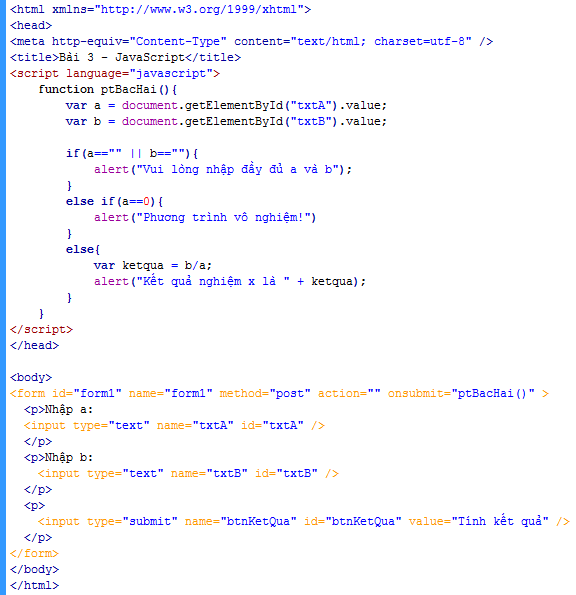 <html xmlns="http://www.w3.org/1999/xhtml">
<head>
<meta http-equiv="Content-Type" content="text/html; charset=utf-8" />
<title>Bài 3 - JavaScript</title>
<script language="javascript">
    function ptBacHai(){
        var a = document.getElementById("txtA").value;
        var b = document.getElementById("txtB").value;

        if(a=="" || b==""){
            alert("Vui lòng nhập đầy đủ a và b");
        }
        else if(a==0){
            alert("Phương trình vô nghiệm!")
        }
        else{
            var ketqua = b/a;
            alert("Kết quả nghiệm x là " + ketqua);
        }
    }
</script>
</head>

<body>
<form id="form1" name="form1" method="post" action="" onsubmit="ptBacHai()" >
  <p>Nhập a:
  <input type="text" name="txtA" id="txtA" />
  </p>
  <p>Nhập b:
    <input type="text" name="txtB" id="txtB" />
  </p>
  <p>
    <input type="submit" name="btnKetQua" id="btnKetQua" value="Tính kết quả" />
  </p>
</form>
</body>
</html>